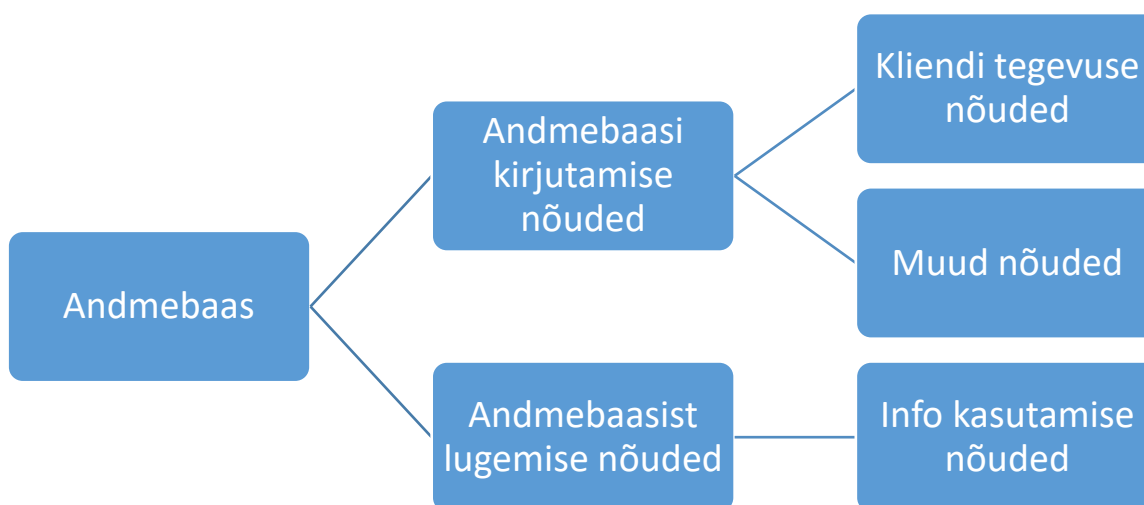 Andmebaas
Andmebaasi
kirjutamise
nõuded
Kliendi tegevuse
nõuded
Muud nõuded
Andmebaasist
lugemise nõuded
Info kasutamise
nõuded